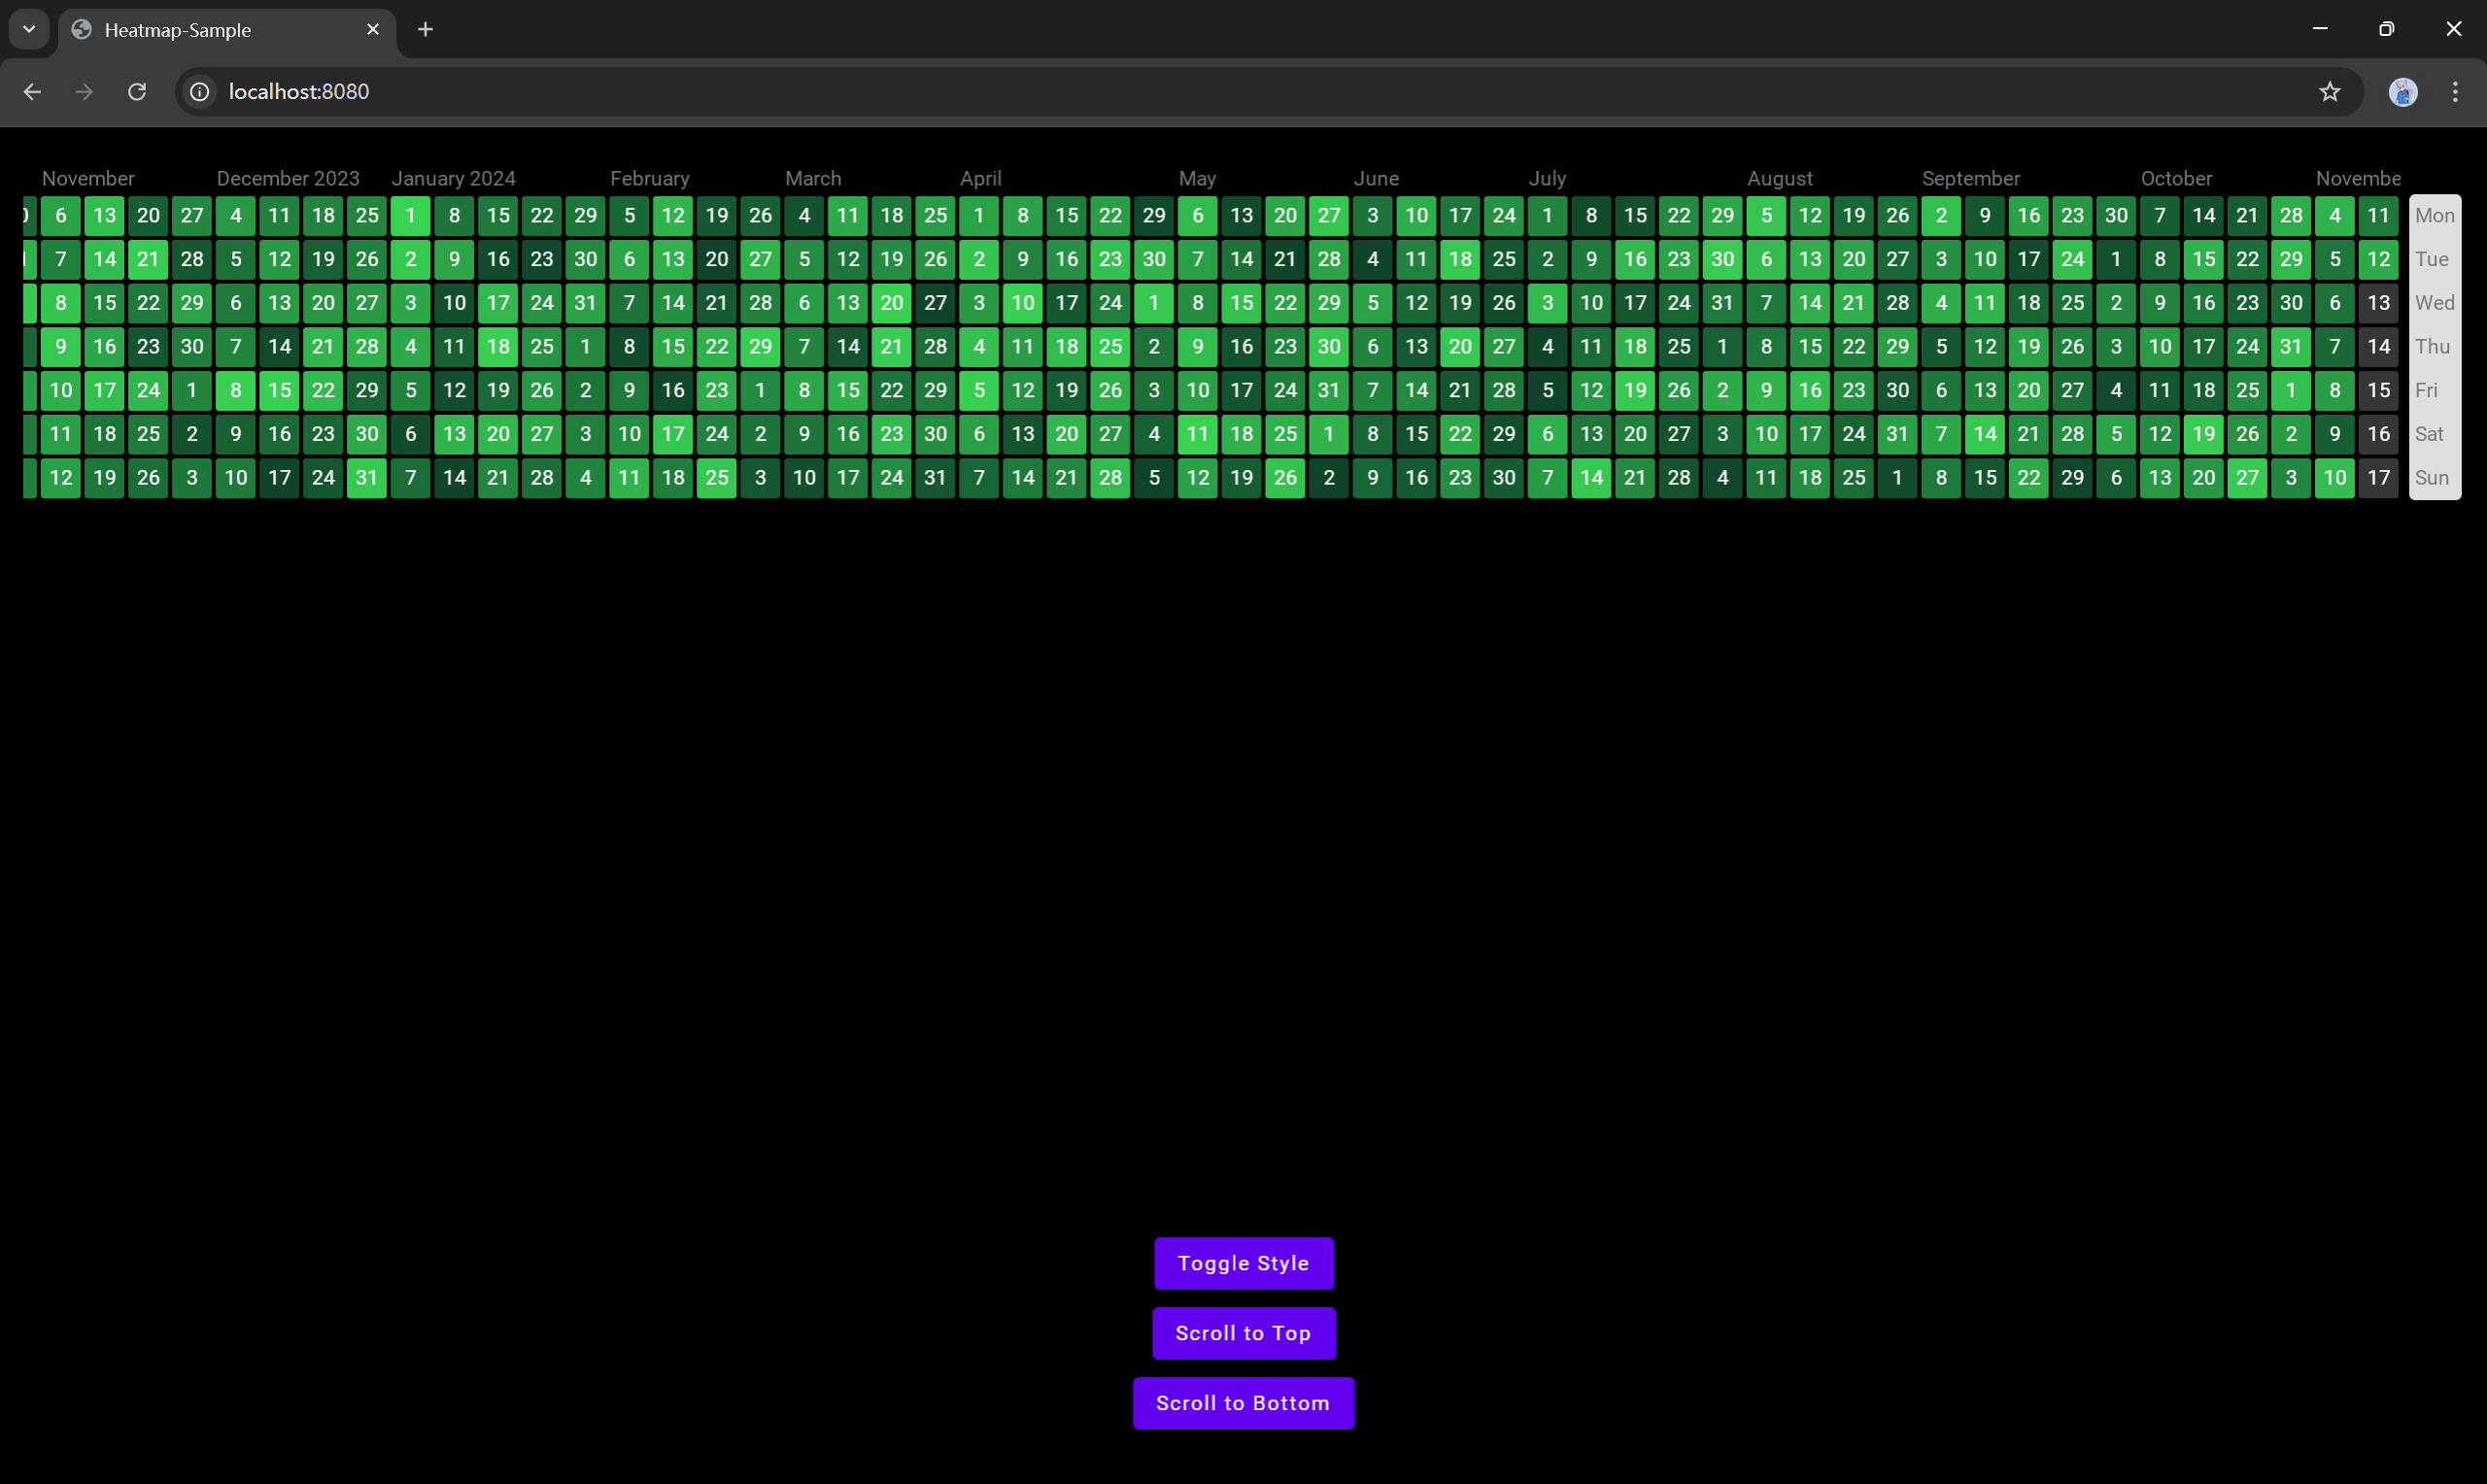 Heatmap-Sample
localhost:8080
November December 2023 January 2024 February March April May June July August September October Novembe
6 13 20 27 4 11 18 25 1 8 15 22 29 5 12 19 26 4 11 18 25 1 8 15 22 29 6 13 20 27 3 10 17 24 1 8 15 22 29 5 12 19 26 2 9 16 23 30 7 14 21 28 4 11 Mon
7 14 21 28 5 12 19 26 2 9 16 23 30 6 13 20 27 5 12 19 26 2 9 16 23 30 7 14 21 28 4 11 18 25 2 9 16 23 30 6 13 20 27 3 10 17 24 1 8 15 22 29 5 12 Tue
8 15 22 29 6 13 20 27 3 10 17 24 31 7 14 21 28 6 13 20 27 3 10 17 24 1 8 15 22 29 5 12 19 26 3 10 17 24 31 7 14 21 28 4 11 18 25 2 9 16 23 30 6 13 Wed
9 16 23 30 7 14 21 28 4 11 18 25 1 8 15 22 29 7 14 21 28 4 11 18 25 2 9 16 23 30 6 13 20 27 4 11 18 25 1 8 15 22 29 5 12 19 26 3 10 17 24 31 7 14 Thu
10 17 24 1 8 15 22 29 5 12 19 26 2 9 16 23 1 8 15 22 29 5 12 19 26 3 10 17 24 31 7 14 21 28 5 12 19 26 2 9 16 23 30 6 13 20 27 4 11 18 25 1 8 15 Fri
11 18 25 2 9 16 23 30 6 13 20 27 3 10 17 24 2 9 16 23 30 6 13 20 27 4 11 18 25 1 8 15 22 29 6 13 20 27 3 10 17 24 31 7 14 21 28 5 12 19 26 2 9 16 Sat
12 19 26 3 10 17 24 31 7 14 21 28 4 11 18 25 3 10 17 24 31 7 14 21 28 5 12 19 26 2 9 16 23 30 7 14 21 28 4 11 18 25 1 8 15 22 29 6 13 20 27 3 10 17 Sun
Toggle Style
Scroll to Top
Scroll to Bottom